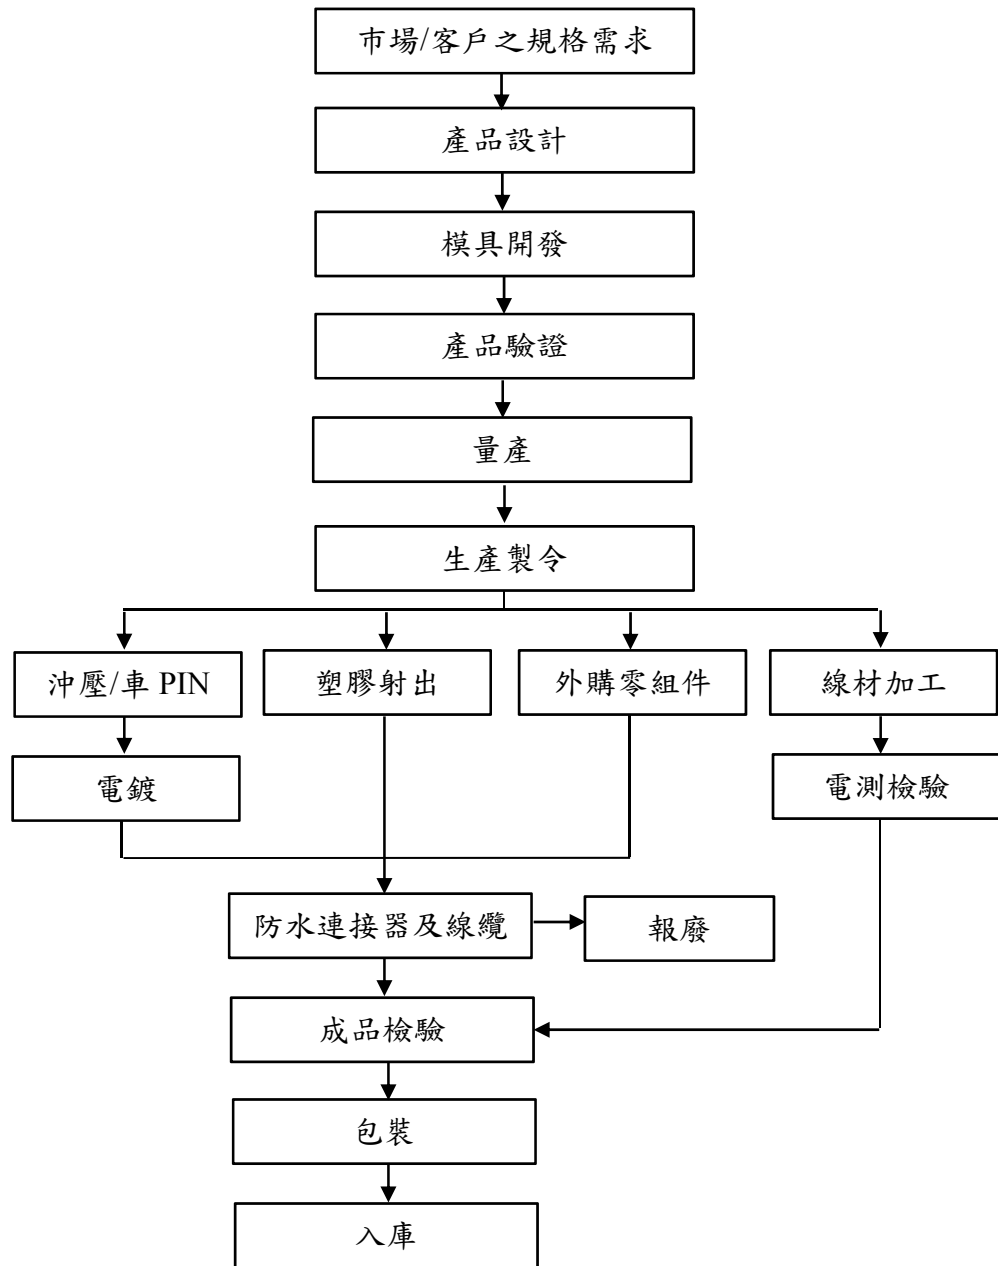 市場/客戶之規格需求
產品設計
模具開發
產品驗證
量產
生產製令
沖壓/車 PIN
塑膠射出
外購零組件
線材加工
電鍍
電測檢驗
防水連接器及線纜
報廢
成品檢驗
包裝
入庫